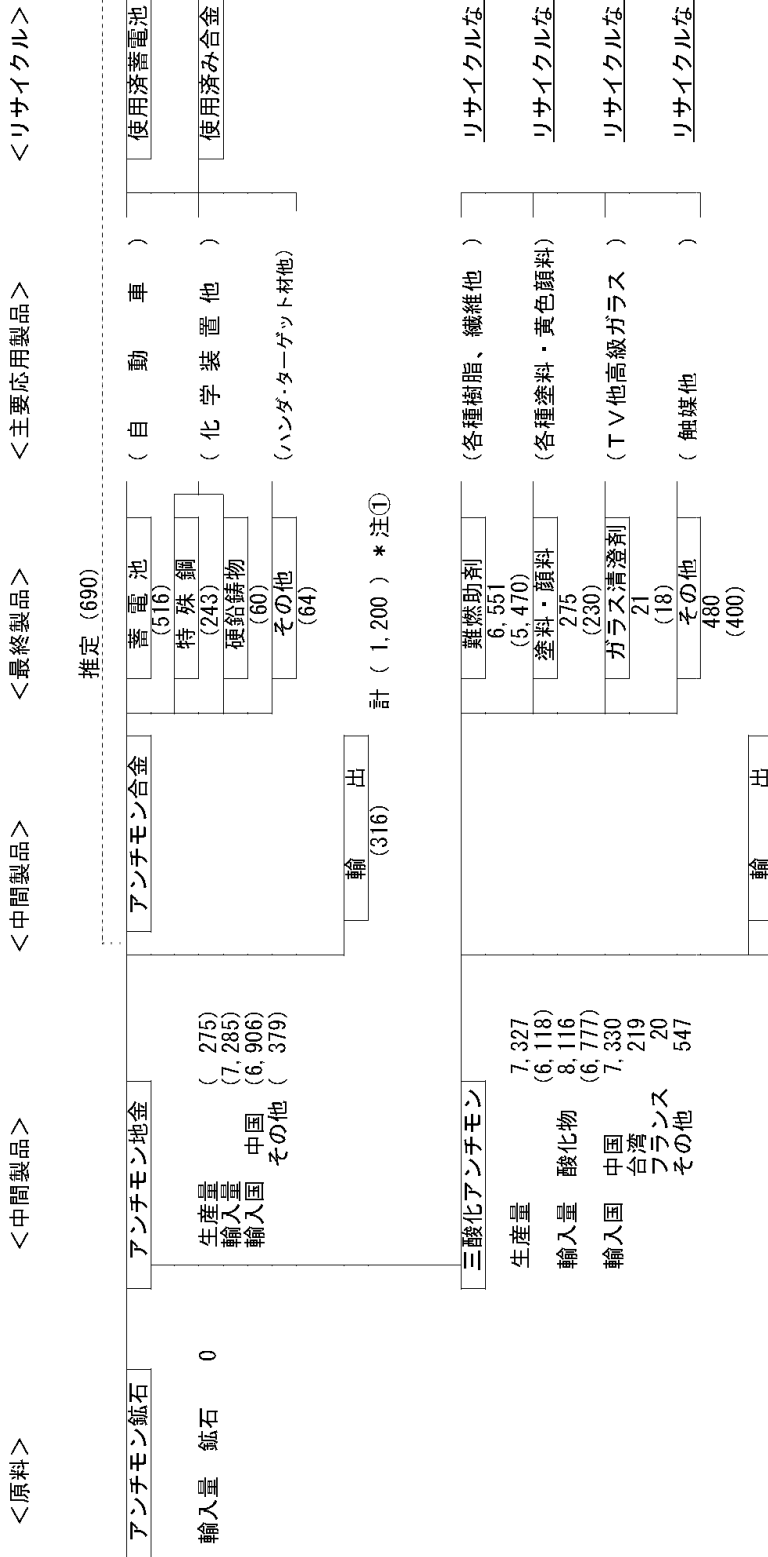 <原料> <中間製品> <中間製品> <最終製品> <主要応用製品> <リサイクル>
推定 (690)
アンチモン鉱石
輸入量 鉱石 0
アンチモン地金
生産量 ( 275)
輸入量 (7,285)
輸入国 中国 (6,906)
その他 ( 379)
アンチモン合金
輸 出
(316)
蓄 電 池
(516)
特 殊 鋼
(243)
硬鉛鋳物
(60)
その他
(64)
計 ( 1,200 ) *注①
( 自 動 車 )
( 化 学 装 置 他 )
(ハンダ・ターゲット材他)
使用済蓄電池
使用済み合金
三酸化アンチモン
生産量 7,327
(6,118)
輸入量 酸化物 8,116
(6,777)
輸入国 中国 7,330
台湾 219
フランス 20
その他 547
輸 出
難燃助剤
6,551
(5,470)
塗料・顔料
275
(230)
ガラス清澄剤
21
(18)
その他
480
(400)
(各種樹脂、繊維他 )
(各種塗料・黄色顔料)
(TV他高級ガラス )
( 触媒他 )
リサイクルな
リサイクルな
リサイクルな
リサイクルな